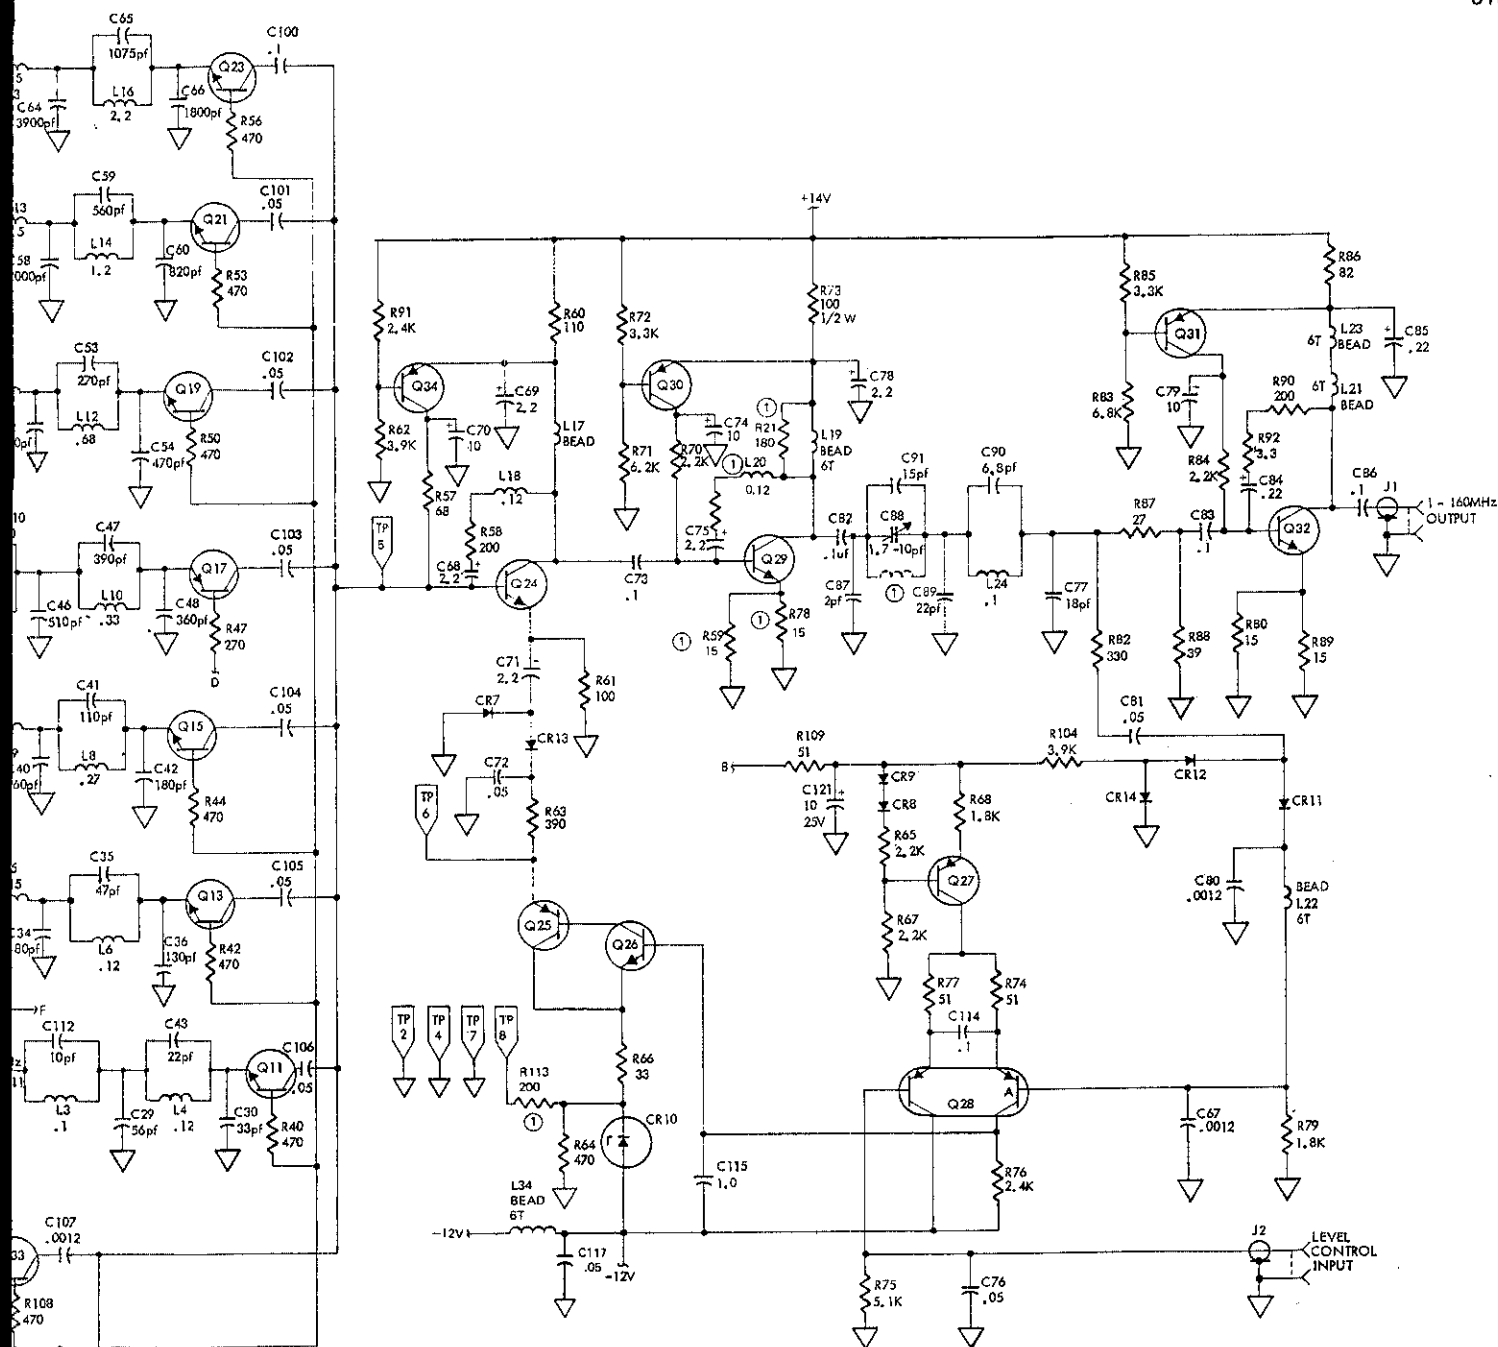 C65
1075pf
L16
2.2
C64
3900pf
C66
1800pf
Q23
C100
.1
R56
470
C59
560pf
L14
1.2
C60
820pf
Q21
C101
.05
R53
470
C53
270pf
L12
.68
C54
470pf
Q19
C102
.05
R50
470
C47
390pf
L10
.33
C46
510pf
C48
360pf
Q17
C103
.05
R47
270
D
C41
110pf
L8
.27
C42
180pf
Q15
C104
.05
R44
470
C35
47pf
L6
.12
C36
130pf
Q13
C105
.05
R42
470
F
C112
10pf
L3
.1
C43
22pf
L4
.12
C29
56pf
C30
33pf
Q11
C106
.05
R40
470
C107
.0012
R108
470
+14V
R91
2.4K
R62
3.9K
Q34
C70
10
R57
68
C69
2.2
R60
110
L17
BEAD
L18
.12
R58
200
C68
2.2
TP
5
Q24
C71
2.2
R61
100
CR7
CR13
C72
.05
R63
390
TP
6
Q25
Q26
R72
3.3K
R71
6.2K
Q30
C74
10
R70
2.2K
C73
.1
C75
2.2
1
L20
0.12
1
R21
180
R73
100
1/2 W
C78
2.2
L19
BEAD
6T
Q29
1
R59
15
1
R78
15
C82
.1uf
C87
2pf
C91
15pf
C88
1.7-10pf
1
C89
22pf
C90
6.8pf
L24
.1
C77
18pf
R87
27
R82
330
R88
39
C83
.1
R85
3.3K
R83
6.8K
Q31
C79
10
R84
2.2K
R92
3.3
C84
.22
R90
200
R86
82
L23
BEAD
6T
L21
BEAD
6T
C85
.22
Q32
R80
15
R89
15
C86
.1
J1
1 - 160MHz
OUTPUT
C81
.05
R104
3.9K
CR12
CR14
CR11
B
R109
51
C121
10
25V
CR9
CR8
R65
2.2K
R67
2.2K
R68
1.8K
Q27
R77
51
R74
51
C114
.1
Q28
A
C80
.0012
BEAD
L22
6T
C67
.0012
R79
1.8K
R76
2.4K
TP
2
TP
4
TP
7
TP
8
R113
200
1
R66
33
R64
470
CR10
C115
1.0
L34
BEAD
6T
-12V
C117
.05
-12V
R75
5.1K
C76
.05
J2
LEVEL
CONTROL
INPUT